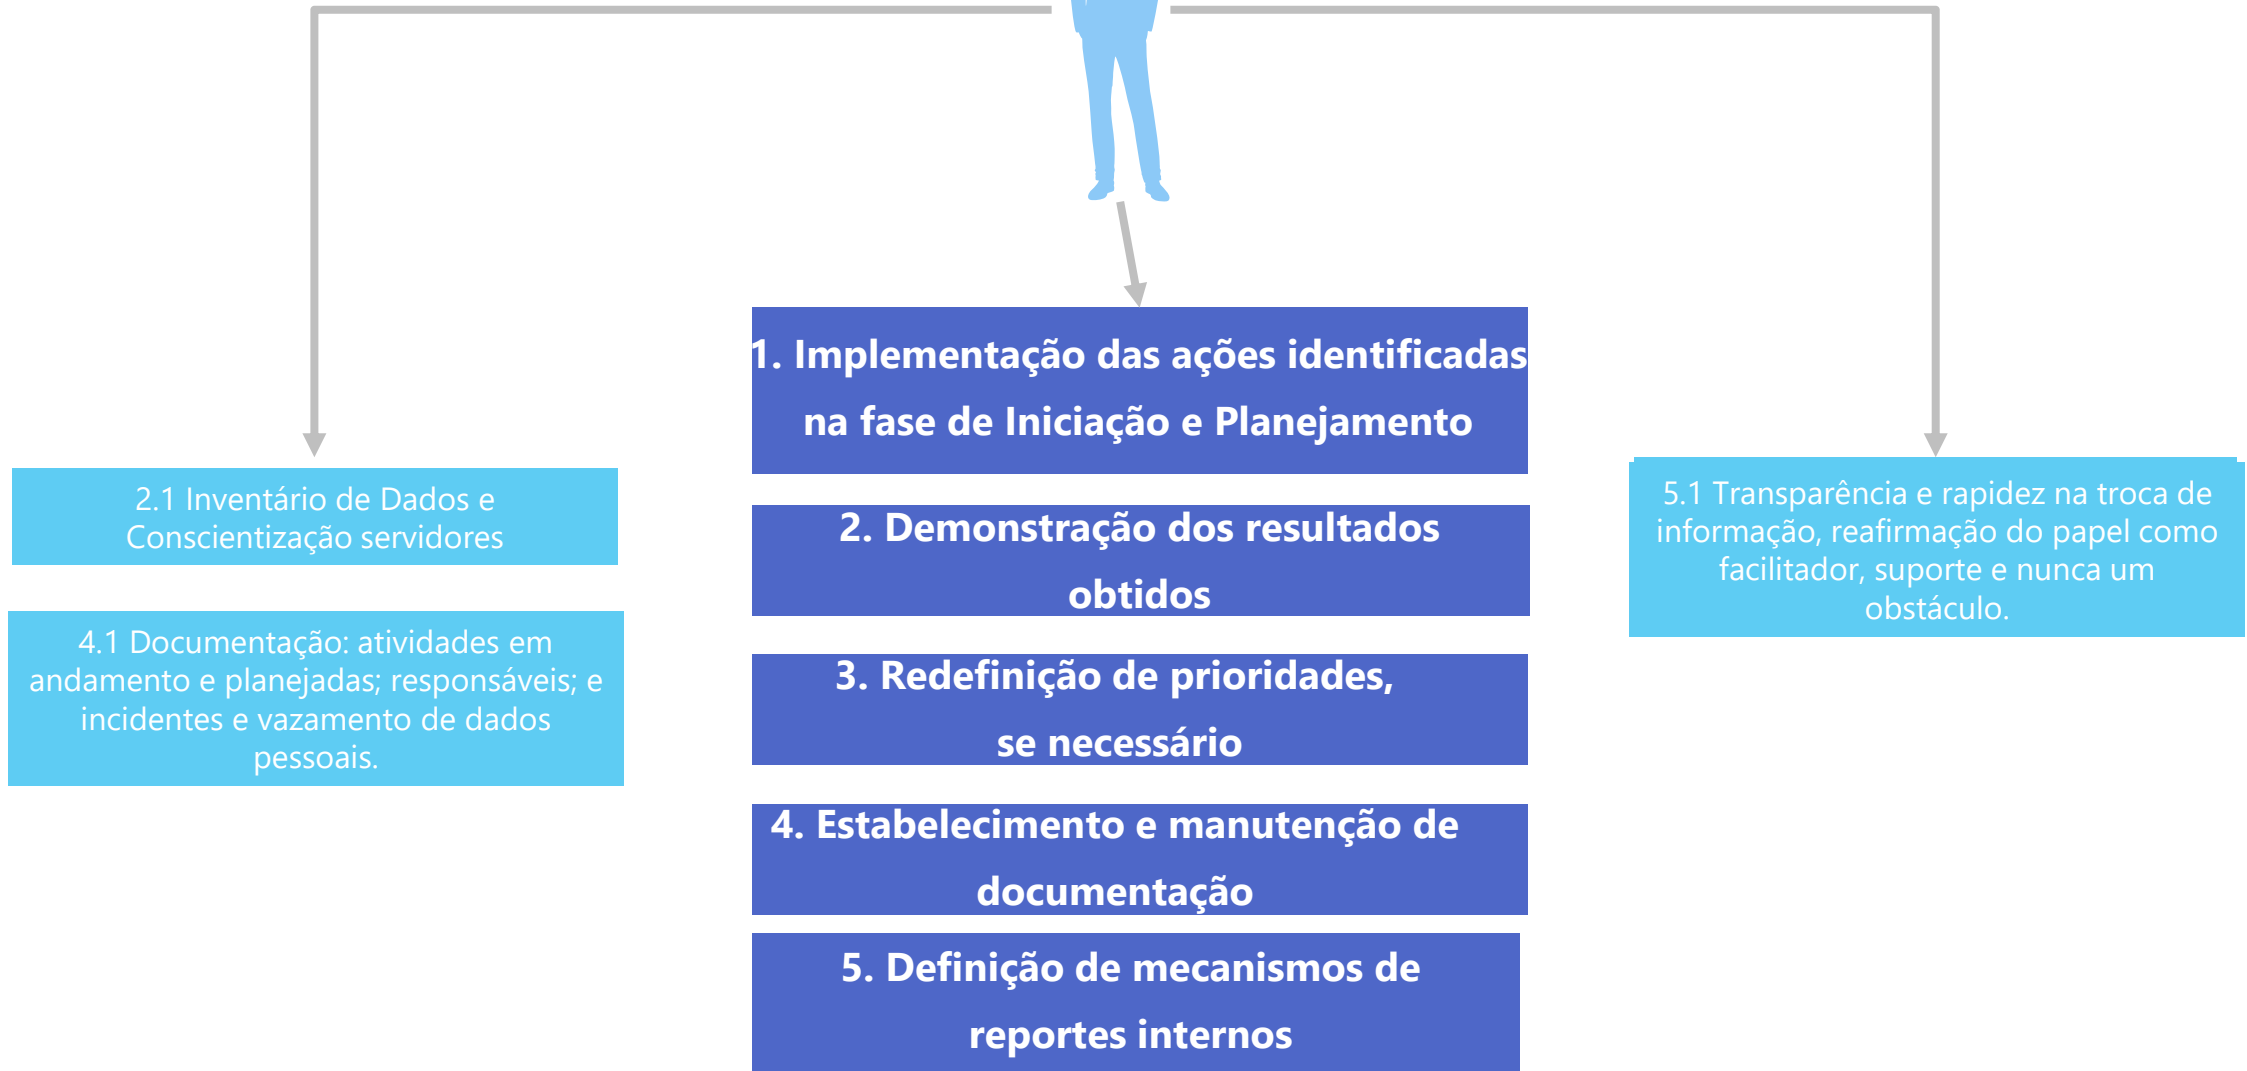 1. Implementação das ações identificadas
na fase de Iniciação e Planejamento
2. Demonstração dos resultados
obtidos
3. Redefinição de prioridades,
se necessário
4. Estabelecimento e manutenção de
documentação
5. Definição de mecanismos de
reportes internos
2.1 Inventário de Dados e
Conscientização servidores
4.1 Documentação: atividades em
andamento e planejadas; responsáveis; e
incidentes e vazamento de dados
pessoais.
5.1 Transparência e rapidez na troca de
informação, reafirmação do papel como
facilitador, suporte e nunca um
obstáculo.